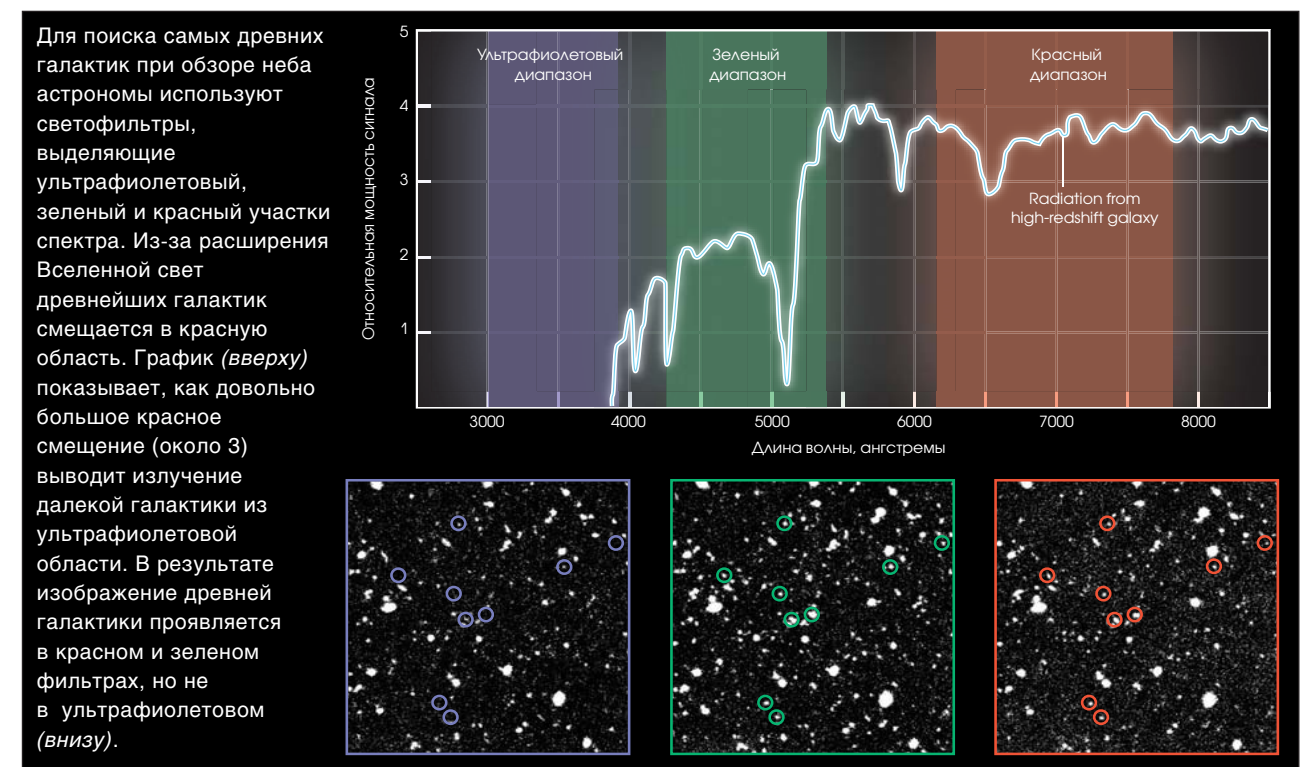 Для поиска самых древних
галактик при обзоре неба
астрономы используют
светофильтры,
выделяющие
ультрафиолетовый,
зеленый и красный участки
спектра. Из-за расширения
Вселенной свет
древнейших галактик
смещается в красную
область. График (вверху)
показывает, как довольно
большое красное
смещение (около 3)
выводит излучение
далекой галактики из
ультрафиолетовой
области. В результате
изображение древней
галактики проявляется
в красном и зеленом
фильтрах, но не
в ультрафиолетовом
(внизу).
Относительная мощность сигнала
5
4
3
2
1
Ультрафиолетовый
диапазон
Зеленый
диапазон
Красный
диапазон
Radiation from
high-redshift galaxy
3000 4000 5000 6000 7000 8000
Длина волны, ангстремы